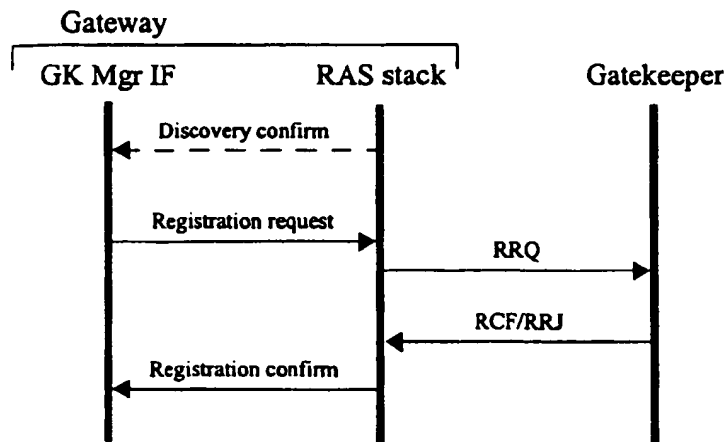 Gateway
GK Mgr IF
RAS stack
Gatekeeper
Discovery confirm
Registration request
RRQ
RCF/RRJ
Registration confirm